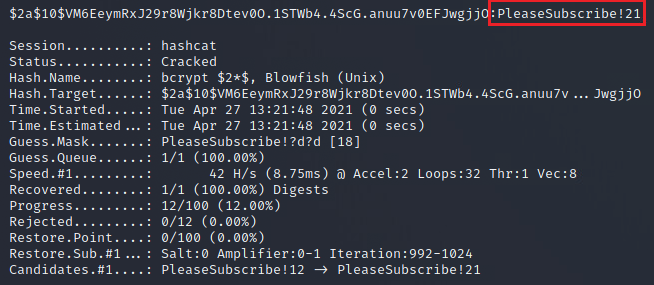 $2a$10$VM6EeymRxJ29r8Wjkr8Dtev0O.1STWb4.4ScG.anuu7v0EFJwgjjO:PleaseSubscribe!21
Session..........: hashcat
Status...........: Cracked
Hash.Name........: bcrypt $2*$, Blowfish (Unix)
Hash.Target......: $2a$10$VM6EeymRxJ29r8Wjkr8Dtev0O.1STWb4.4ScG.anuu7v...JwgjjO
Time.Started.....: Tue Apr 27 13:21:48 2021 (0 secs)
Time.Estimated...: Tue Apr 27 13:21:48 2021 (0 secs)
Guess.Mask.......: PleaseSubscribe!?d?d [18]
Guess.Queue......: 1/1 (100.00%)
Speed.#1.........:       42 H/s (8.75ms) @ Accel:2 Loops:32 Thr:1 Vec:8
Recovered........: 1/1 (100.00%) Digests
Progress.........: 12/100 (12.00%)
Rejected.........: 0/12 (0.00%)
Restore.Point....: 0/100 (0.00%)
Restore.Sub.#1...: Salt:0 Amplifier:0-1 Iteration:992-1024
Candidates.#1....: PleaseSubscribe!12 -> PleaseSubscribe!21